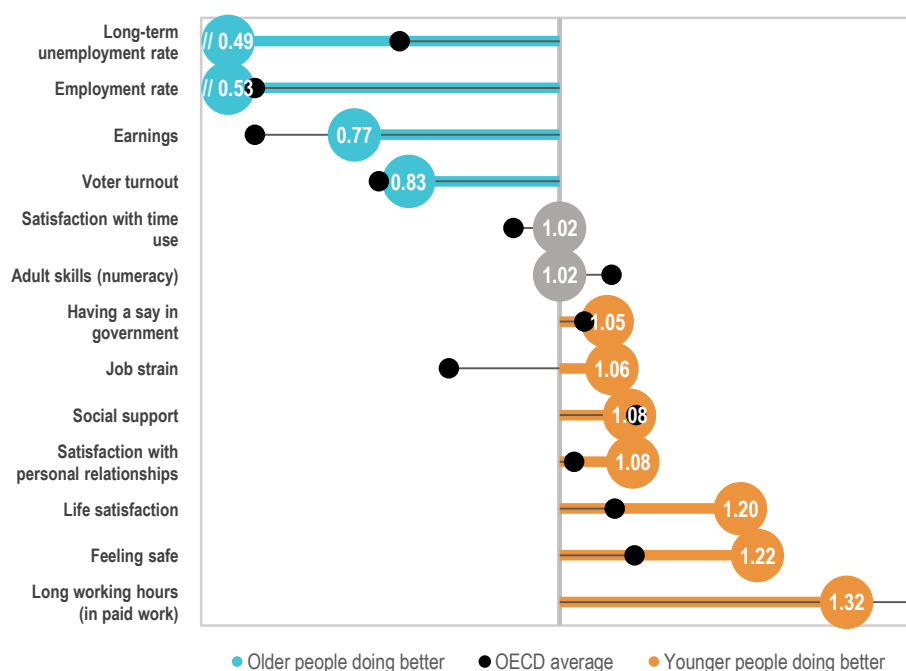 Long-term
unemployment rate
// 0.49
Employment rate
// 0.53
Earnings
0.77
Voter turnout
0.83
Satisfaction with time
use
1.02
Adult skills (numeracy)
1.02
Having a say in
government
1.05
Job strain
1.06
Social support
1.08
Satisfaction with
personal relationships
1.08
Life satisfaction
1.20
Feeling safe
1.22
Long working hours
(in paid work)
1.32
Older people doing better
OECD average
Younger people doing better